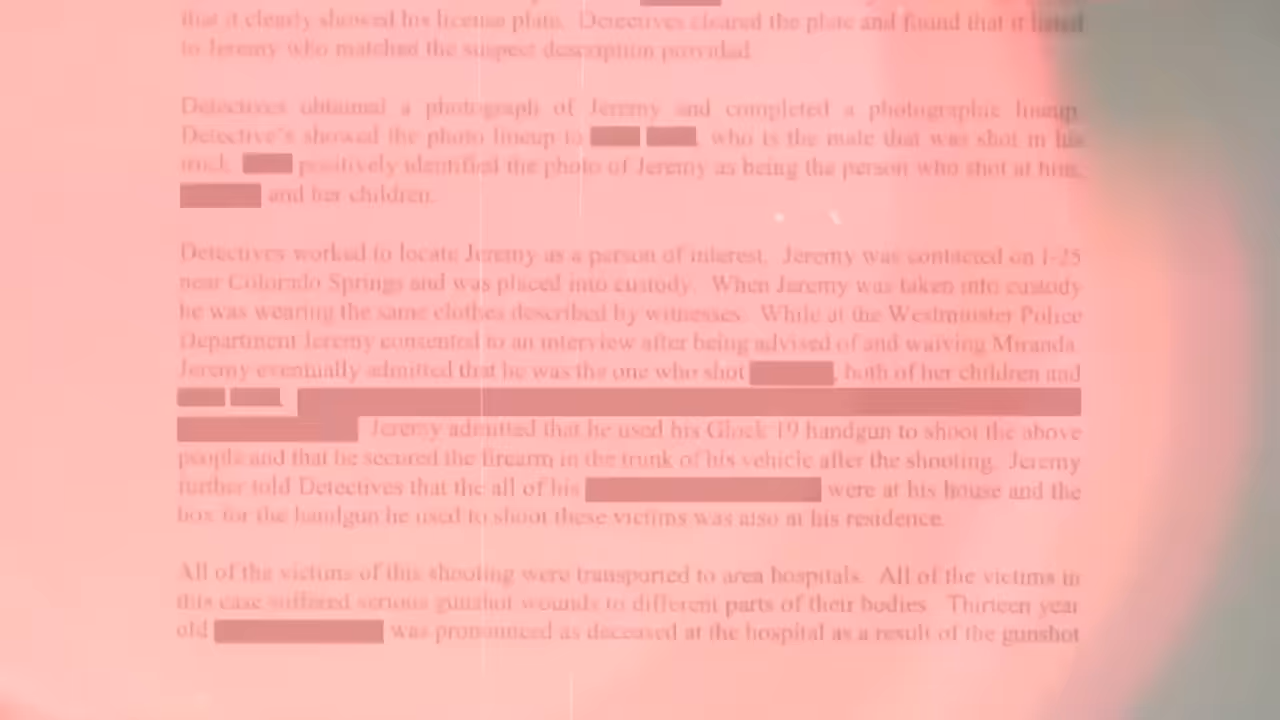 that it clearly showed his license plate. Detectives cleared the plate and found that it listed
to Jeremy who matched the suspect description provided.
Detectives obtained a photograph of Jeremy and completed a photographic lineup.
Detective's showed the photo lineup to who is the male that was shot in his
truck. positively identified the photo of Jeremy as being the person who shot at him,
and her children.
Detectives worked to locate Jeremy as a person of interest. Jeremy was contacted on I-25
near Colorado Springs and was placed into custody. When Jeremy was taken into custody
he was wearing the same clothes described by witnesses. While at the Westminster Police
Department Jeremy consented to an interview after being advised of and waiving Miranda.
Jeremy eventually admitted that he was the one who shot , both of her children and
Jeremy admitted that he used his Glock 19 handgun to shoot the above
people and that he secured the firearm in the trunk of his vehicle after the shooting. Jeremy
further told Detectives that the all of his were at his house and the
box for the handgun he used to shoot these victims was also at his residence.
All of the victims of this shooting were transported to area hospitals. All of the victims in
this case suffered serious gunshot wounds to different parts of their bodies. Thirteen year
old was pronounced as deceased at the hospital as a result of the gunshot